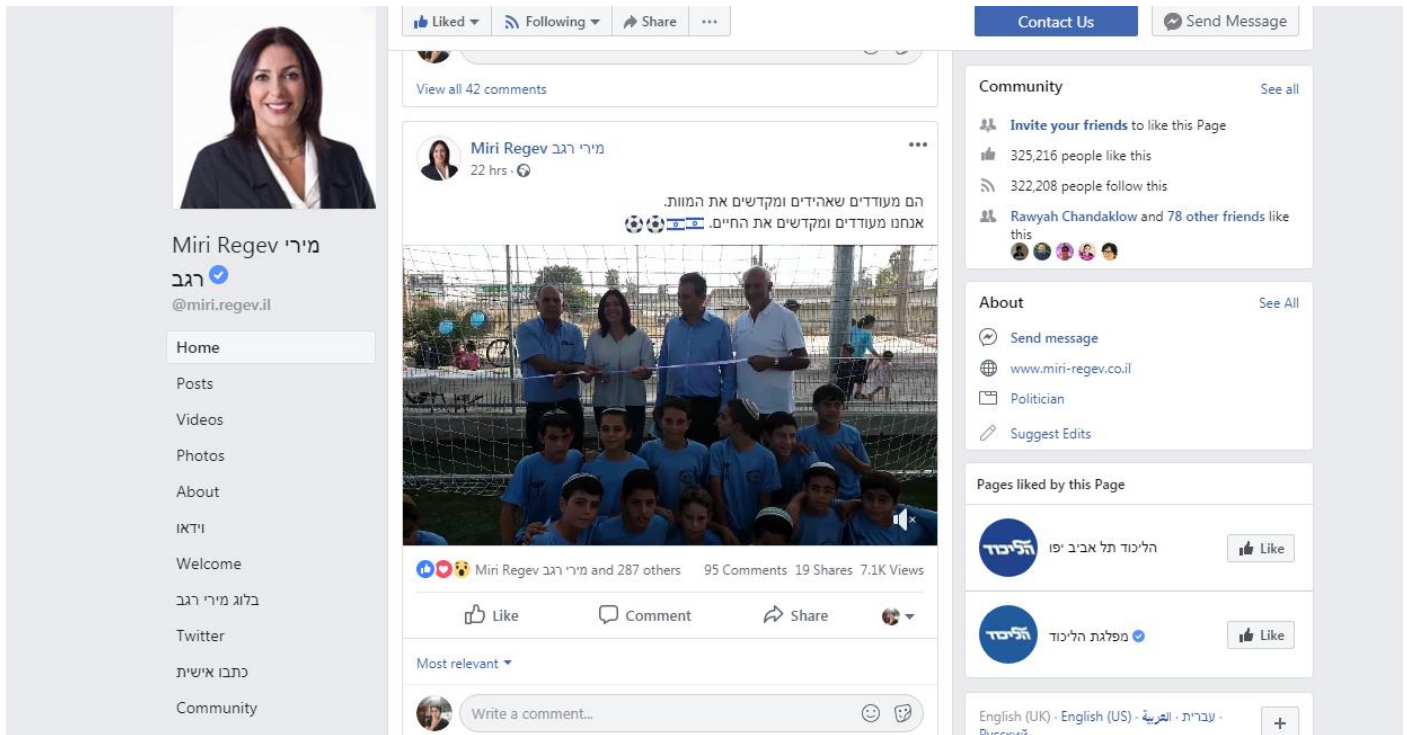 Liked
Following
Share
Contact Us
Send Message
View all 42 comments
Miri Regev מירי רגב
22 hrs ·
הם מעודדים שאהידים ומקדשים את המוות.
אנחנו מעודדים ומקדשים את החיים.
Miri Regev מירי רגב and 287 others
95 Comments 19 Shares 7.1K Views
Like
Comment
Share
Most relevant
Write a comment...
Miri Regev מירי
רגב
@miri.regev.il
Home
Posts
Videos
Photos
About
וידאו
Welcome
בלוג מירי רגב
Twitter
כתבו אישית
Community
Community
See all
Invite your friends to like this Page
325,216 people like this
322,208 people follow this
Rawyah Chandaklow and 78 other friends like
this
About
See All
Send message
www.miri-regev.co.il
Politician
Suggest Edits
Pages liked by this Page
הליכוד
הליכוד תל אביב יפו
Like
הליכוד
מפלגת הליכוד
Like
English (UK) · English (US) · العربية · עברית ·
Русский
+